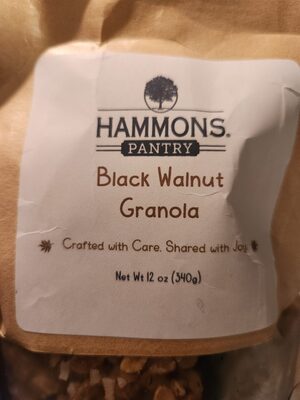 HAMMONS®
PANTRY
Black Walnut
Granola
Crafted with Care. Shared with Joy.
Net Wt 12 oz (340g)